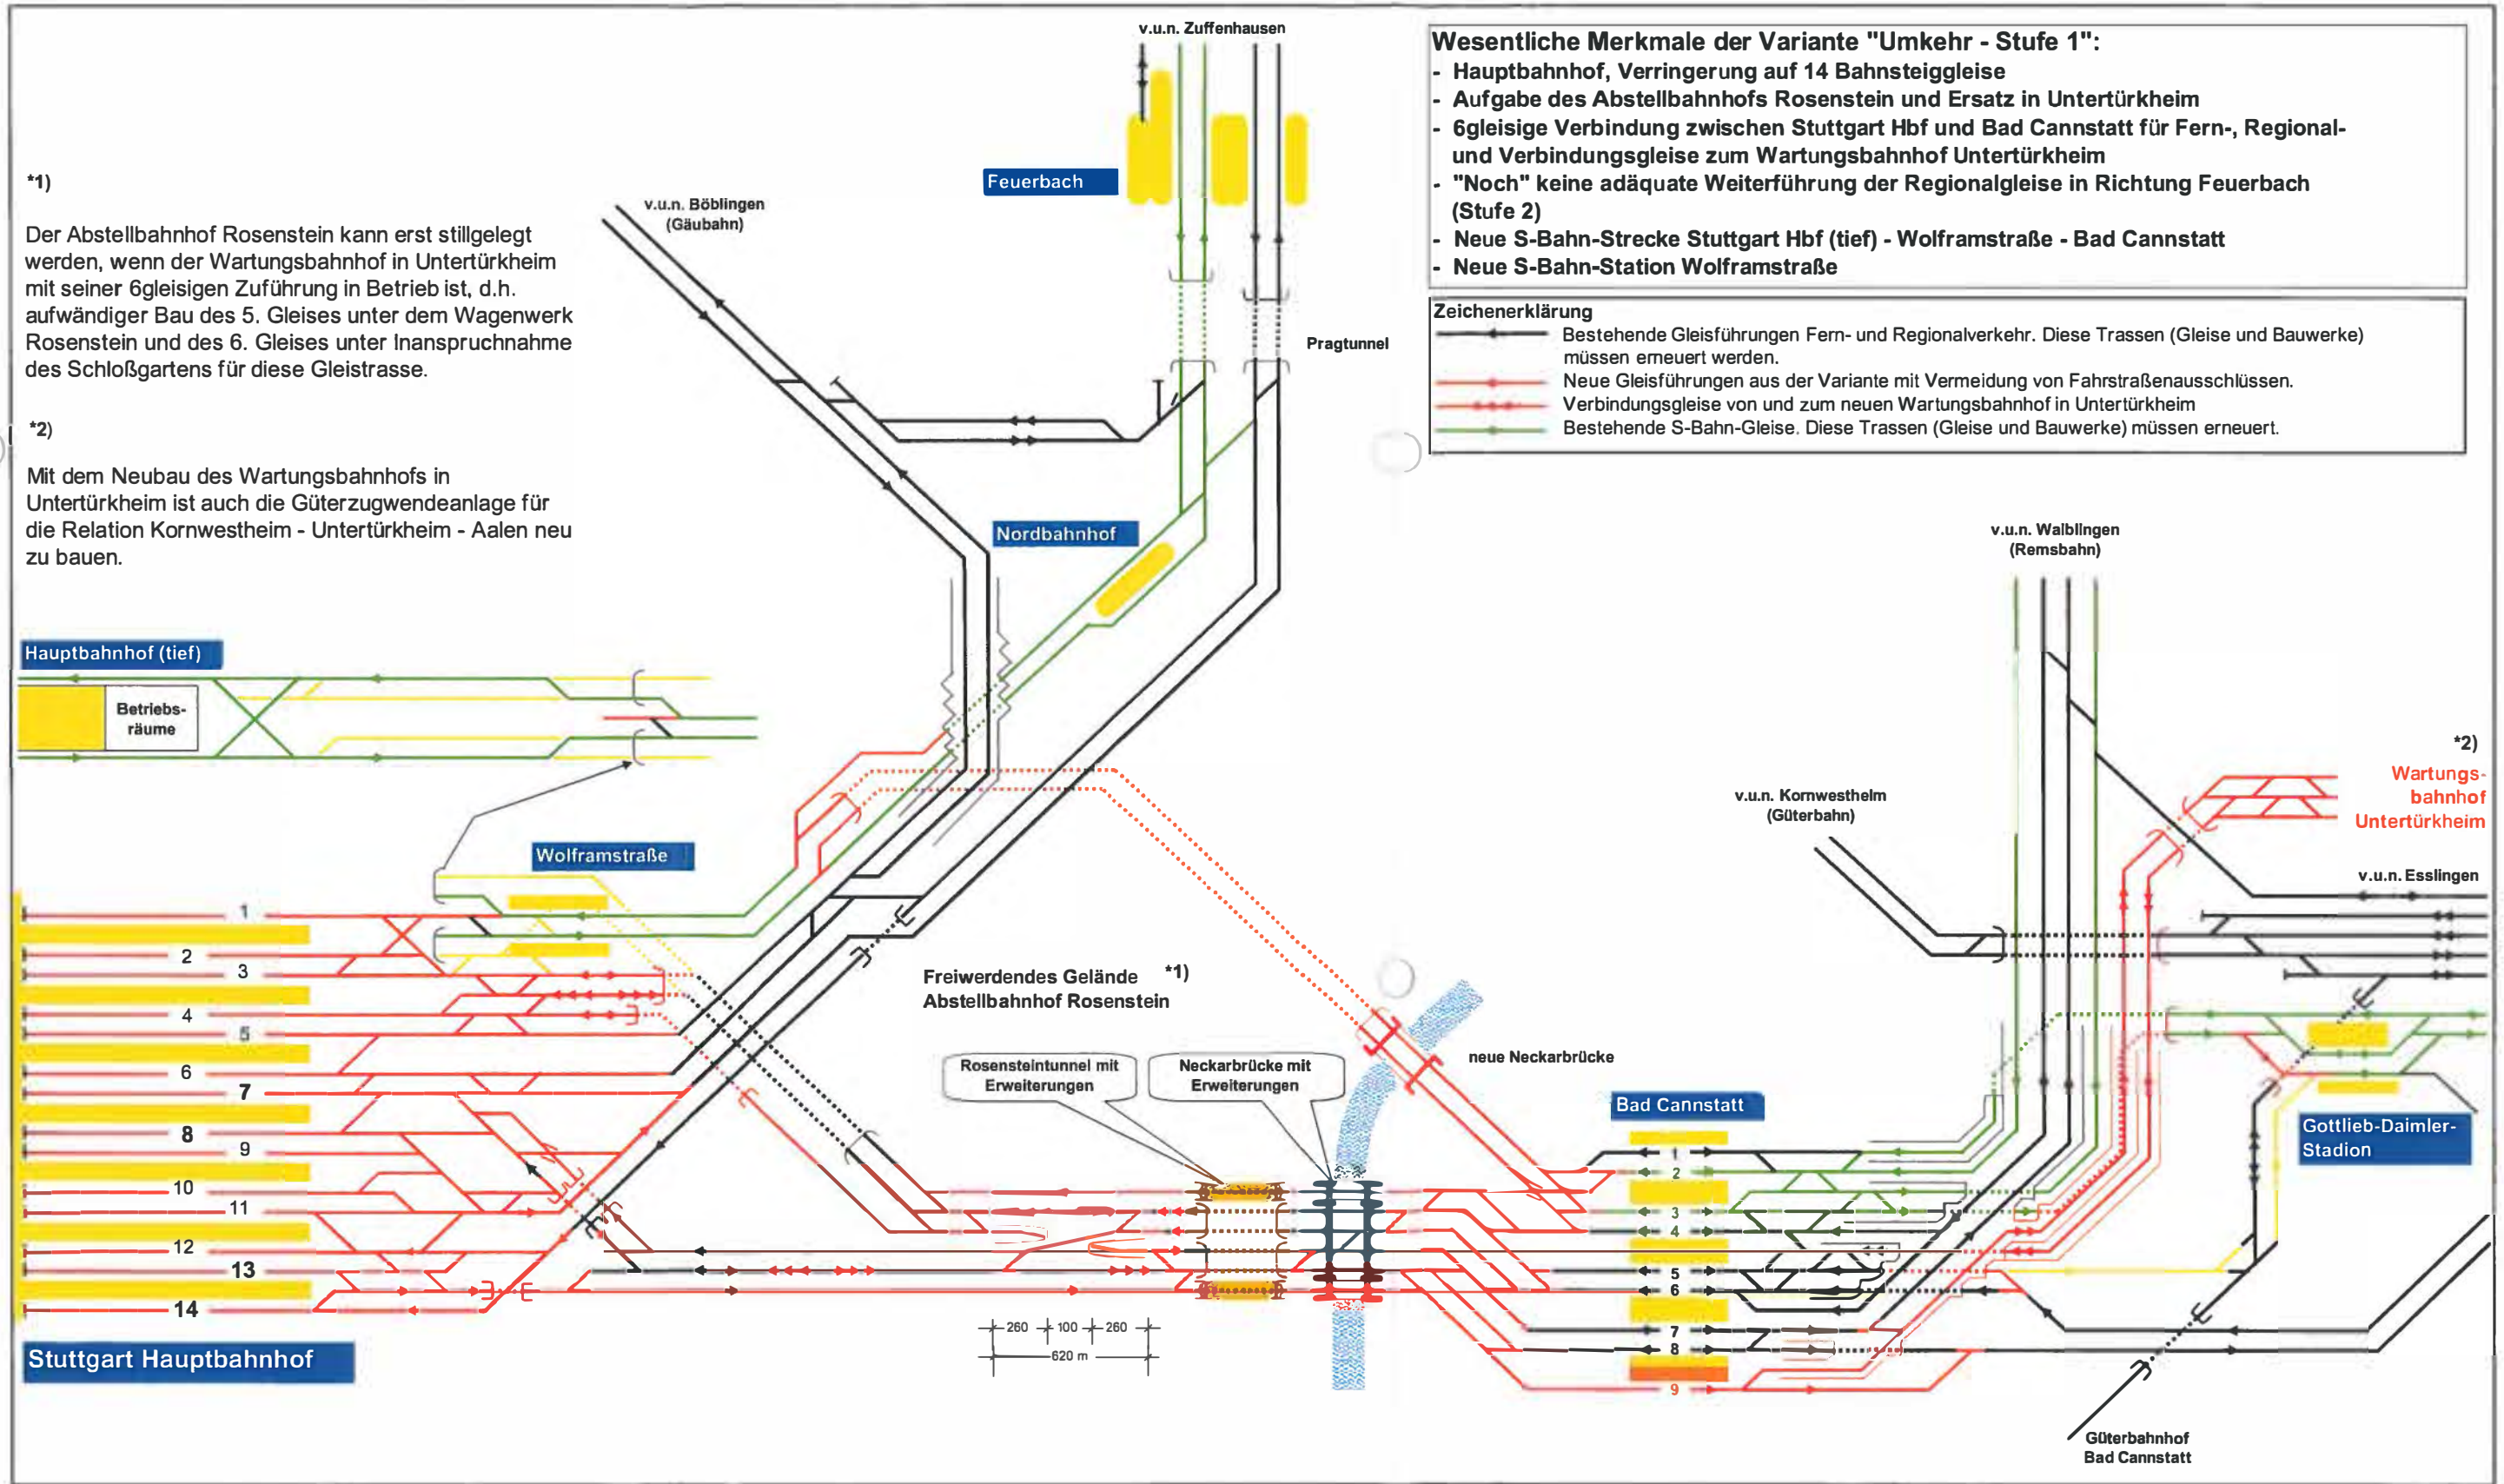 v.u.n. Zuffenhausen
Wesentliche Merkmale der Variante "Umkehr - Stufe 1":
- Hauptbahnhof, Verringerung auf 14 Bahnsteiggleise
- Aufgabe des Abstellbahnhofs Rosenstein und Ersatz in Untertürkheim
- 6gleisige Verbindung zwischen Stuttgart Hbf und Bad Cannstatt für Fern-, Regional-
und Verbindungsgleise zum Wartungsbahnhof Untertürkheim
- "Noch" keine adäquate Weiterführung der Regionalgleise in Richtung Feuerbach
(Stufe 2)
- Neue S-Bahn-Strecke Stuttgart Hbf (tief) - Wolframstraße - Bad Cannstatt
- Neue S-Bahn-Station Wolframstraße
Zeichenerklärung
Bestehende Gleisführungen Fern- und Regionalverkehr. Diese Trassen (Gleise und Bauwerke)
müssen erneuert werden.
Neue Gleisführungen aus der Variante mit Vermeidung von Fahrstraßenausschlüssen.
Verbindungsgleise von und zum neuen Wartungsbahnhof in Untertürkheim
Bestehende S-Bahn-Gleise. Diese Trassen (Gleise und Bauwerke) müssen erneuert.
*1)
Der Abstellbahnhof Rosenstein kann erst stillgelegt
werden, wenn der Wartungsbahnhof in Untertürkheim
mit seiner 6gleisigen Zuführung in Betrieb ist, d.h.
aufwändiger Bau des 5. Gleises unter dem Wagenwerk
Rosenstein und des 6. Gleises unter Inanspruchnahme
des Schloßgartens für diese Gleistrasse.
*2)
Mit dem Neubau des Wartungsbahnhofs in
Untertürkheim ist auch die Güterzugwendeanlage für
die Relation Kornwestheim - Untertürkheim - Aalen neu
zu bauen.
Feuerbach
v.u.n. Böblingen
(Gäubahn)
Pragtunnel
Nordbahnhof
v.u.n. Waiblingen
(Remsbahn)
Hauptbahnhof (tief)
Betriebs-
räume
*2)
Wartungs-
bahnhof
Untertürkheim
v.u.n. Kornwestheim
(Güterbahn)
Wolframstraße
v.u.n. Esslingen
1
2
3
4
5
6
7
8
9
10
11
12
13
14
Freiwerdendes Gelände *1)
Abstellbahnhof Rosenstein
Rosensteintunnel mit
Erweiterungen
Neckarbrücke mit
Erweiterungen
neue Neckarbrücke
Bad Cannstatt
1
2
3
4
5
6
7
8
9
Gottlieb-Daimler-
Stadion
260 100 260
620 m
Stuttgart Hauptbahnhof
Güterbahnhof
Bad Cannstatt